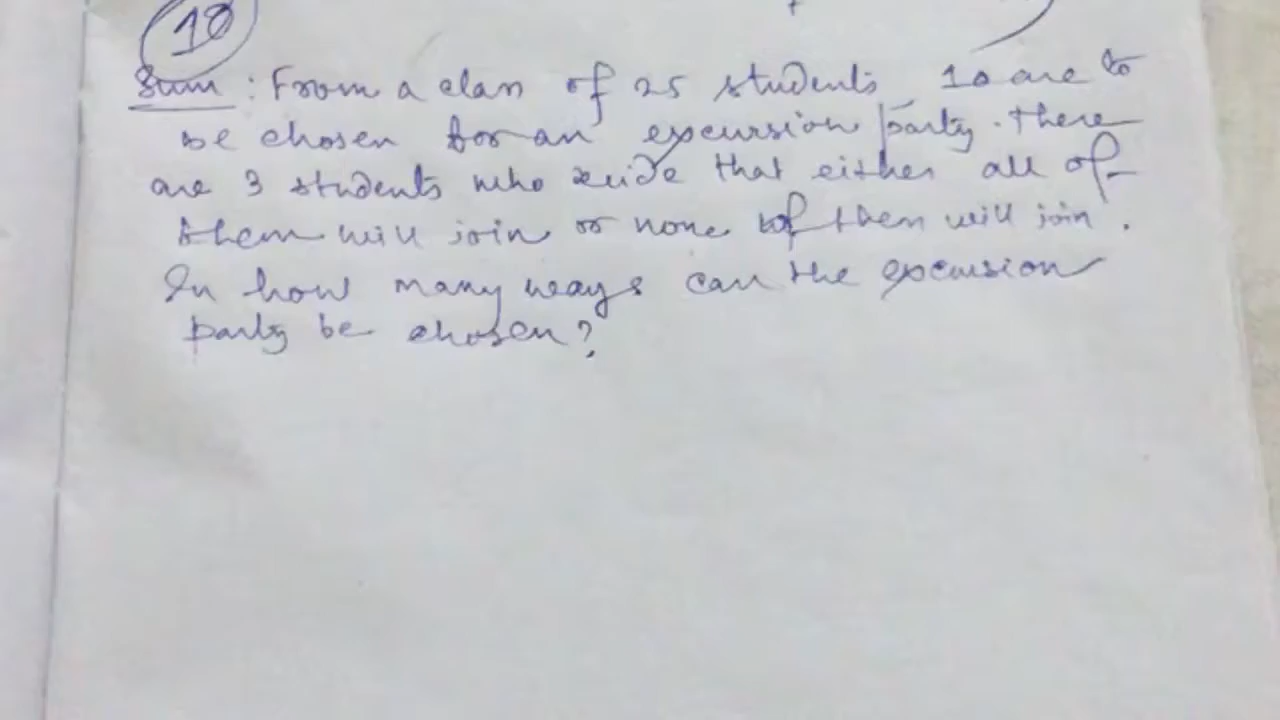 18
Sum : From a class of 25 students, 10 are to
be chosen for an excursion party. There
are 3 students who decide that either all of
them will join or none of them will join.
In how many ways can the excursion
party be chosen?